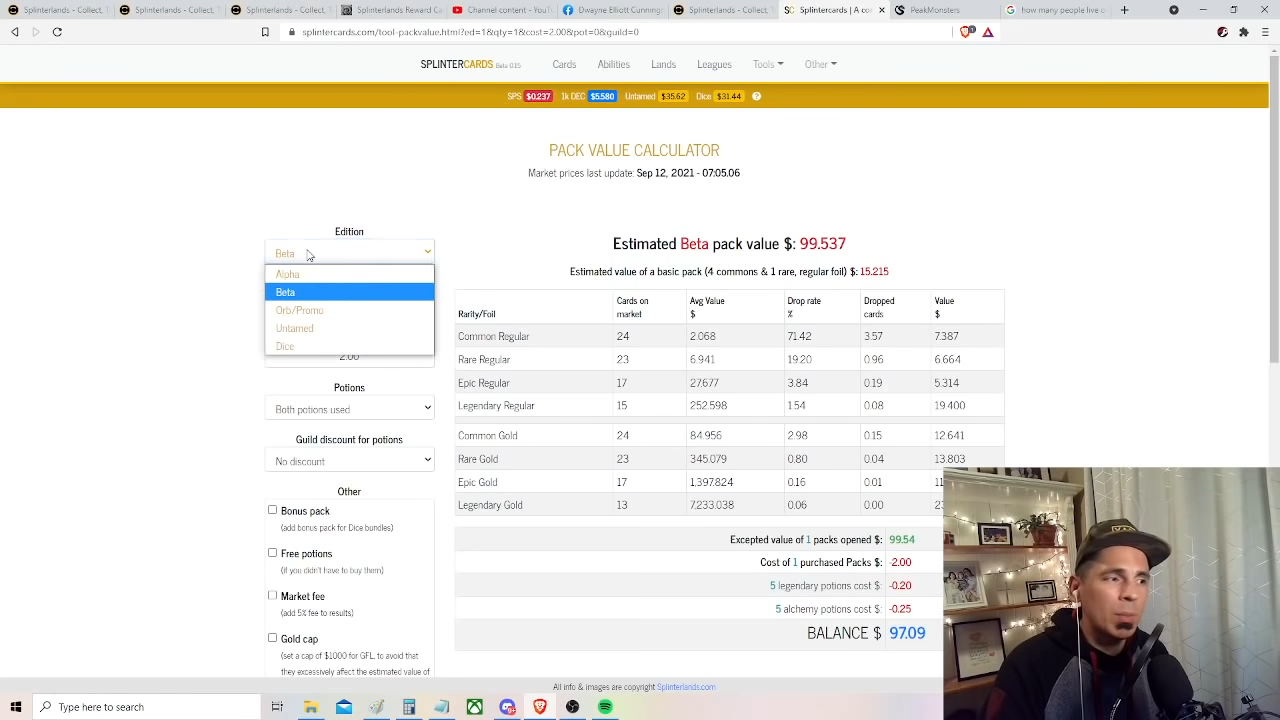 Splinterlands - Collect, Splinterlands - Collect, Splinterlands - Collect, Splinterlands Reward Ca Channel content - YouT Dwayne Elliot Cunning Splinterlands - Collect, Splintercards | A co PeakMonsters how many people live o
splintercards.com/tool-packvalue.html?ed=1&qty=1&cost=2.00&pot=0&guild=0
SPLINTERCARDS Beta 0.15 Cards Abilities Lands Leagues Tools Other
SPS $0.237 1k DEC $5.580 Untamed $35.62 Dice $31.44
PACK VALUE CALCULATOR
Market prices last update: Sep 12, 2021 - 07:05.06
Edition
Beta
Alpha
Beta
Orb/Promo
Untamed
Dice
2.00
Potions
Both potions used
Guild discount for potions
No discount
Other
Bonus pack
(add bonus pack for Dice bundles)
Free potions
(if you didn't have to buy them)
Market fee
(add 5% fee to results)
Gold cap
(set a cap of $1000 for GFL, to avoid that
they excessively affect the estimated value of
Estimated Beta pack value $: 99.537
Estimated value of a basic pack (4 commons & 1 rare, regular foil) $: 15.215
Rarity/Foil Cards on market Avg Value $ Drop rate % Dropped cards Value $
Common Regular 24 2.068 71.42 3.57 7.387
Rare Regular 23 6.941 19.20 0.96 6.664
Epic Regular 17 27.677 3.84 0.19 5.314
Legendary Regular 15 252.598 1.54 0.08 19.400
Common Gold 24 84.956 2.98 0.15 12.641
Rare Gold 23 345.079 0.80 0.04 13.803
Epic Gold 17 1,397.824 0.16 0.01 11
Legendary Gold 13 7,233.038 0.06 0.00 23
Excepted value of 1 packs opened $: 99.54
Cost of 1 purchased Packs $: -2.00
5 legendary potions cost $: -0.20
5 alchemy potions cost $: -0.25
BALANCE $ 97.09
All info & images are copyright Splinterlands.com
Type here to search